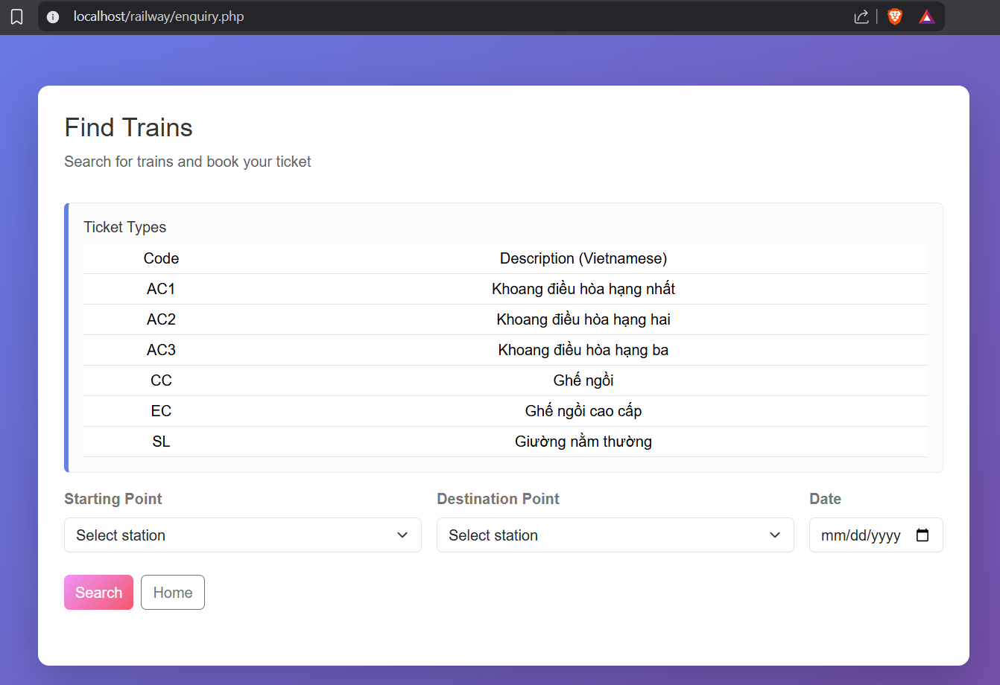 localhost/railway/enquiry.php
Find Trains
Search for trains and book your ticket
Ticket Types
Code Description (Vietnamese)
AC1 Khoang điều hòa hạng nhất
AC2 Khoang điều hòa hạng hai
AC3 Khoang điều hòa hạng ba
CC Ghế ngồi
EC Ghế ngồi cao cấp
SL Giường nằm thường
Starting Point Destination Point Date
Select station Select station mm/dd/yyyy
Search Home